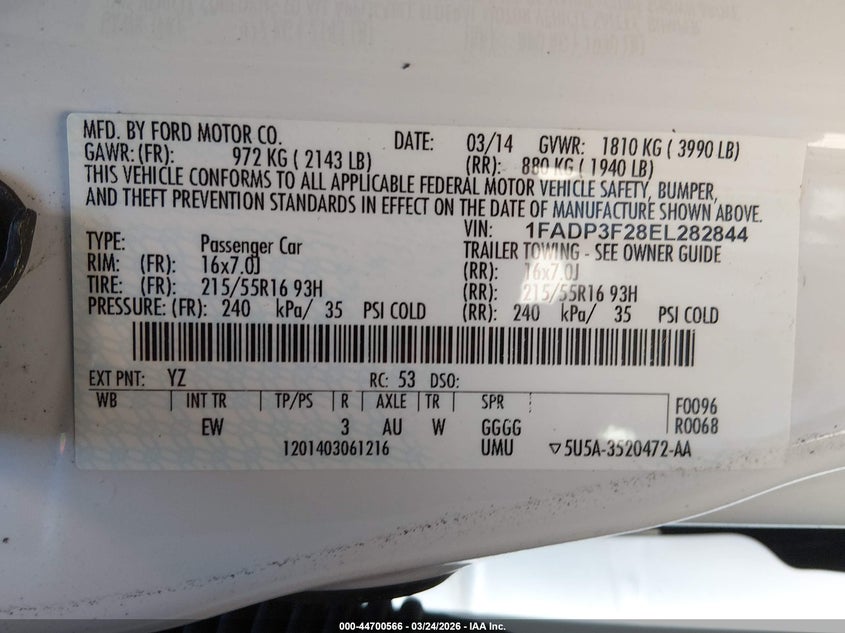 MFD. BY FORD MOTOR CO. DATE: 03/14 GVWR: 1810 KG ( 3990 LB)
GAWR:(FR): 972 KG ( 2143 LB) (RR): 880 KG ( 1940 LB)
THIS VEHICLE CONFORMS TO ALL APPLICABLE FEDERAL MOTOR VEHICLE SAFETY, BUMPER,
AND THEFT PREVENTION STANDARDS IN EFFECT ON THE DATE OF MANUFACTURE SHOWN ABOVE.
VIN: 1FADP3F28EL282844
TYPE: Passenger Car TRAILER TOWING - SEE OWNER GUIDE
RIM: (FR): 16x7.0J (RR): 16x7.0J
TIRE: (FR): 215/55R16 93H (RR): 215/55R16 93H
PRESSURE: (FR): 240 kPa/ 35 PSI COLD (RR): 240 kPa/ 35 PSI COLD
EXT PNT: YZ RC: 53 DSO:
WB INT TR TP/PS R AXLE TR SPR F0096
EW 3 AU W GGGG R0068
1201403061216 UMU ▽5U5A-3520472-AA
000-44700566 - 03/24/2026 - IAA Inc.